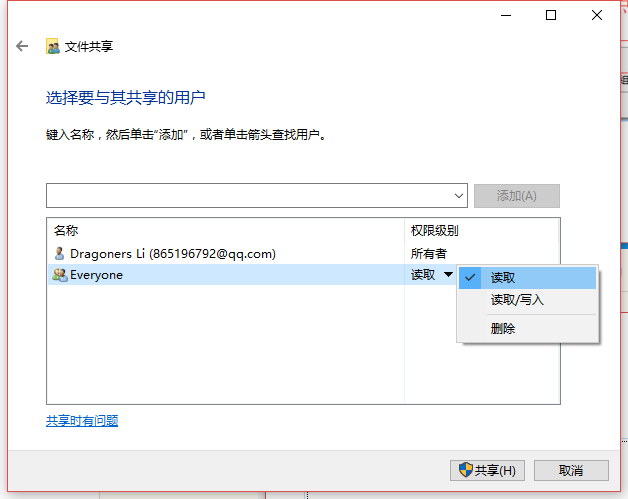 文件共享
选择要与其共享的用户
键入名称，然后单击“添加”，或者单击箭头查找用户。
添加(A)
名称 权限级别
Dragoners Li (865196792@qq.com) 所有者
Everyone 读取
读取
读取/写入
删除
共享时有问题
共享(H) 取消